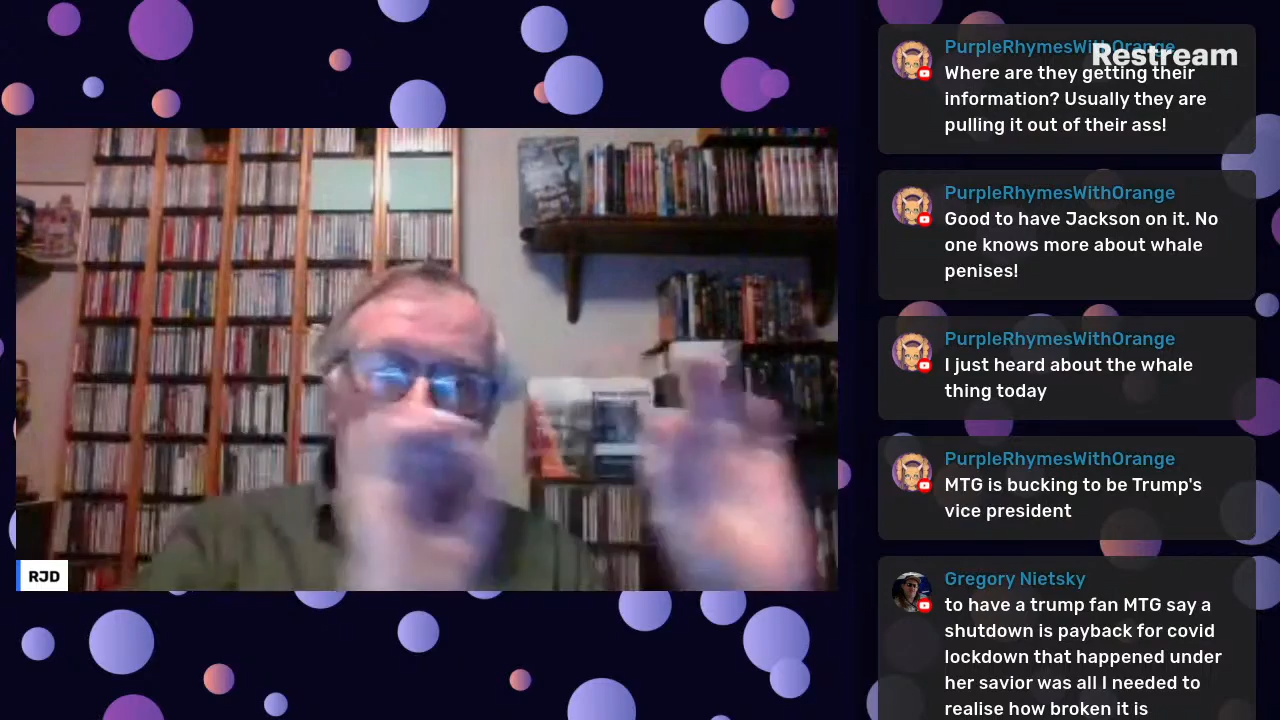 PurpleRhymesWithOrange
Restream
Where are they getting their
information? Usually they are
pulling it out of their ass!
PurpleRhymesWithOrange
Good to have Jackson on it. No
one knows more about whale
penises!
PurpleRhymesWithOrange
I just heard about the whale
thing today
PurpleRhymesWithOrange
MTG is bucking to be Trump's
vice president
Gregory Nietsky
to have a trump fan MTG say a
shutdown is payback for covid
lockdown that happened under
her savior was all I needed to
realise how broken it is
RJD